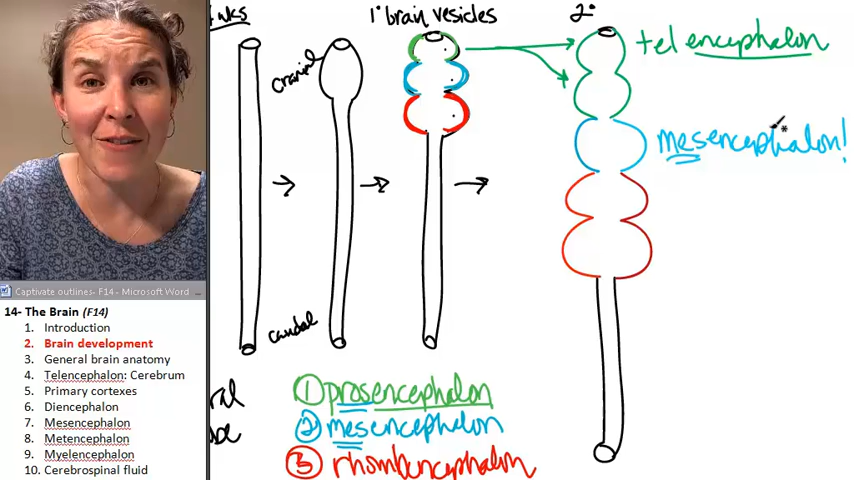 wks
1° brain vesicles
2°
cranial
telencephalon
mesencephalon!
caudal
① prosencephalon
② mesencephalon
③ rhombencephalon
Captivate outlines- F14 - Microsoft Word
14- The Brain (F14)
1. Introduction
2. Brain development
3. General brain anatomy
4. Telencephalon: Cerebrum
5. Primary cortexes
6. Diencephalon
7. Mesencephalon
8. Metencephalon
9. Myelencephalon
10. Cerebrospinal fluid